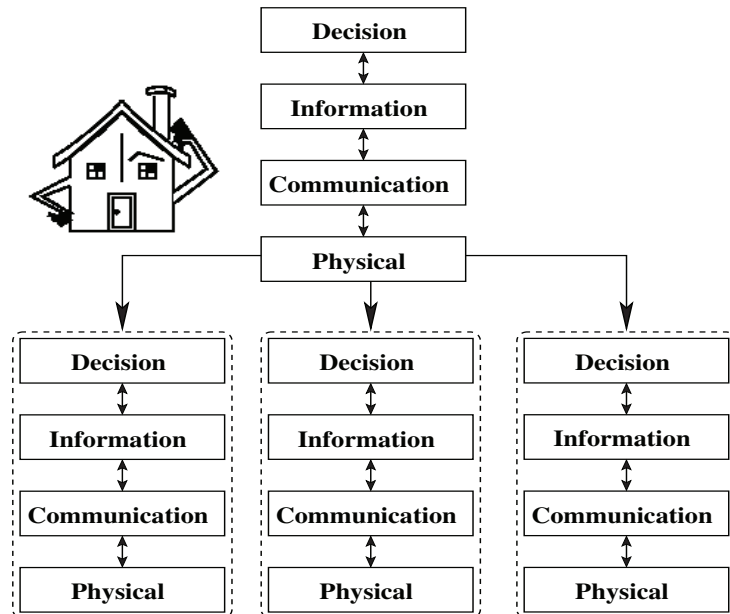 Decision
Information
Communication
Physical
Decision
Information
Communication
Physical
Decision
Information
Communication
Physical
Decision
Information
Communication
Physical